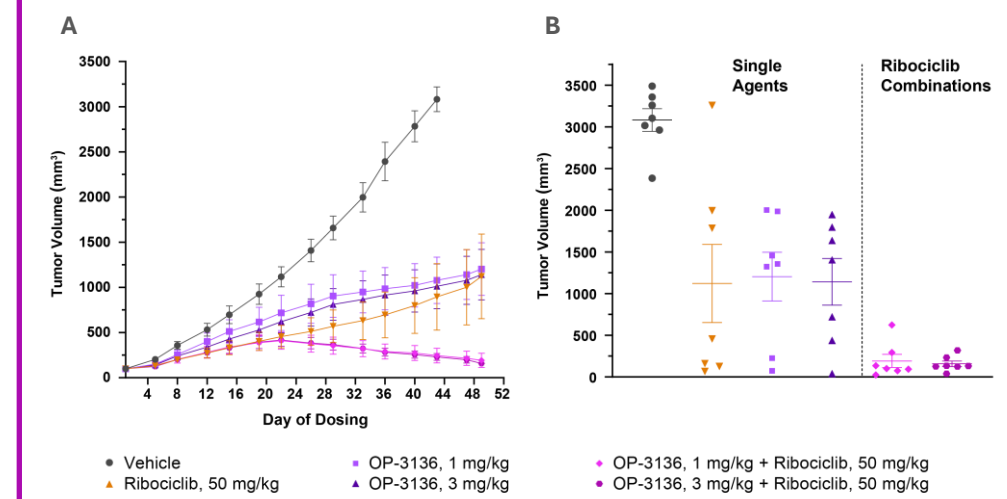 A
B
3500
3000
2500
2000
1500
1000
500
0
Tumor Volume (mm³)
4 8 12 16 20 24 28 32 36 40 44 48 52
Day of Dosing
Single
Agents
Ribociclib
Combinations
3500
3000
2500
2000
1500
1000
500
0
Tumor Volume (mm³)
Vehicle
Ribociclib, 50 mg/kg
OP-3136, 1 mg/kg
OP-3136, 3 mg/kg
OP-3136, 1 mg/kg + Ribociclib, 50 mg/kg
OP-3136, 3 mg/kg + Ribociclib, 50 mg/kg